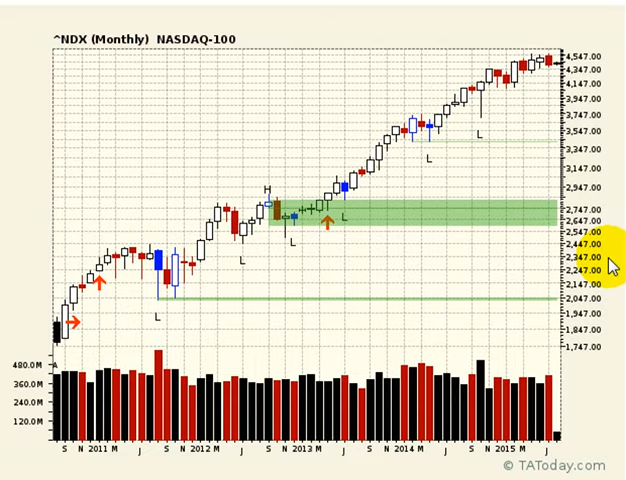 ^NDX (Monthly) NASDAQ-100
4,547.00
4,347.00
4,147.00
3,947.00
3,747.00
3,547.00
3,347.00
3,147.00
2,947.00
2,747.00
2,647.00
2,547.00
2,447.00
2,347.00
2,247.00
2,147.00
2,047.00
1,947.00
1,847.00
1,747.00
H
L
L
L
L
L
L
480.0M
A
360.0M
240.0M
120.0M
S N 2011 M J S N 2012 M J S N 2013 M J S N 2014 M J S N 2015 M J
© TAToday.com